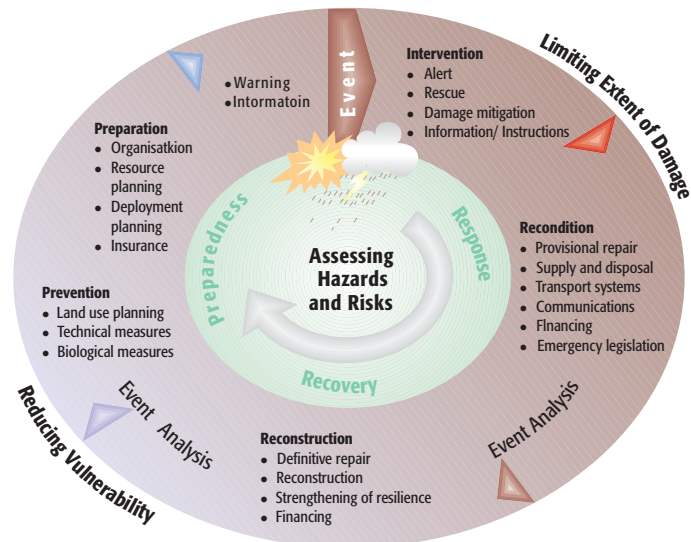 Event
Intervention
• Alert
• Rescue
• Damage mitigation
• Information/ Instructions
Limiting Extent of Damage
• Warning
• Intormatoin
Preparation
• Organisatkion
• Resource
planning
• Deployment
planning
• Insurance
Preparedness
Response
Recovery
Assessing
Hazards
and Risks
Recondition
• Provisional repair
• Supply and disposal
• Transport systems
• Communications
• FInancing
• Emergency legislation
Prevention
• Land use planning
• Technical measures
• Biological measures
Event Analysis
Event Analysis
Reducing Vulnerability
Reconstruction
• Definitive repair
• Reconstruction
• Strengthening of resilience
• Financing